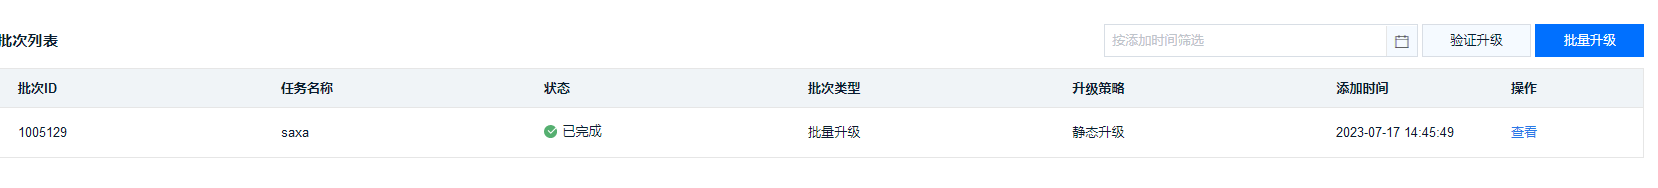 批次列表 按添加时间筛选 验证升级 批量升级
批次ID 任务名称 状态 批次类型 升级策略 添加时间 操作
1005129 saxa 已完成 批量升级 静态升级 2023-07-17 14:45:49 查看